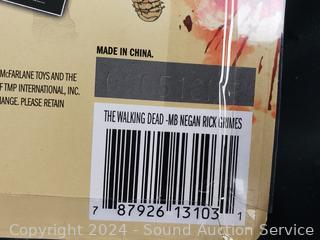 MADE IN CHINA.
McFARLANE TOYS AND THE
F TMP INTERNATIONAL, INC.
ANGE. PLEASE RETAIN
THE WALKING DEAD -MB NEGAN RICK GRIMES
7 87926 13103 1
Copyright 2024 - Sound Auction Service